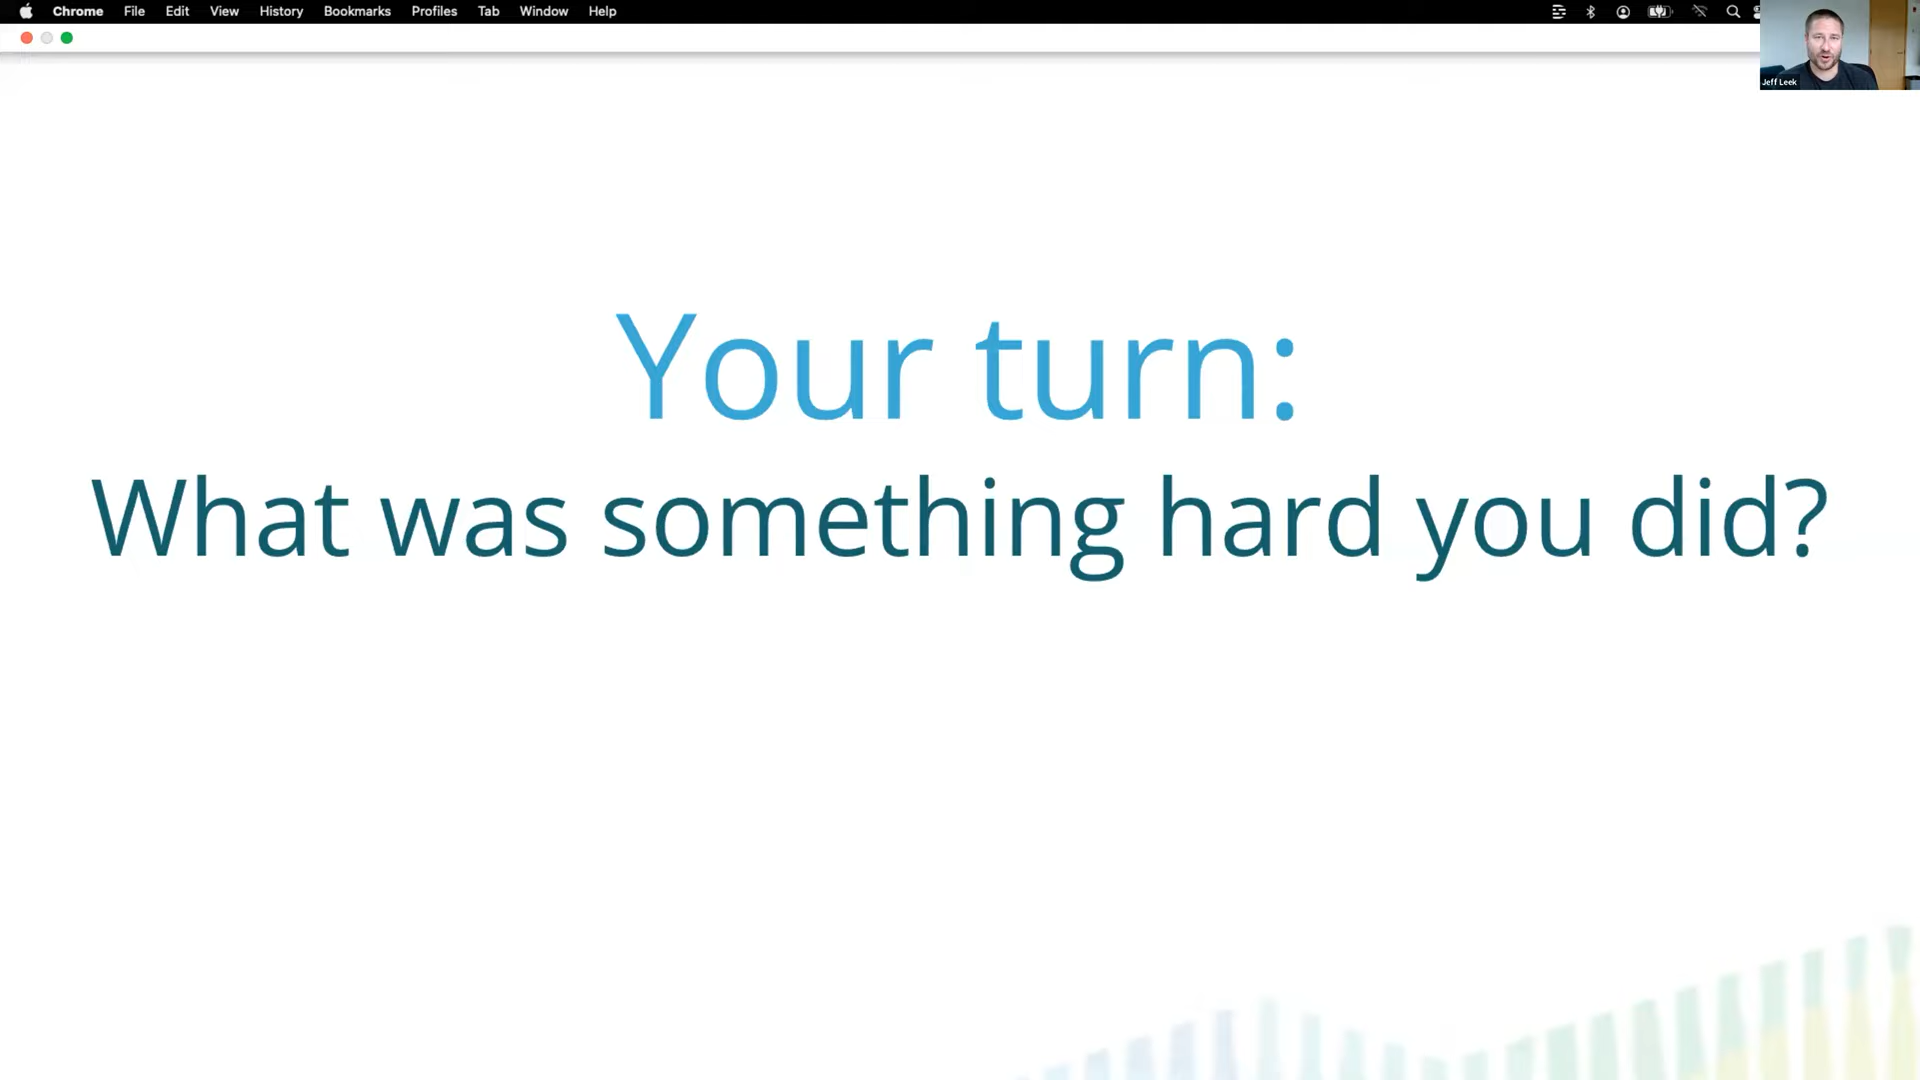 Chrome File Edit View History Bookmarks Profiles Tab Window Help
Jeff Leek
Your turn:
What was something hard you did?